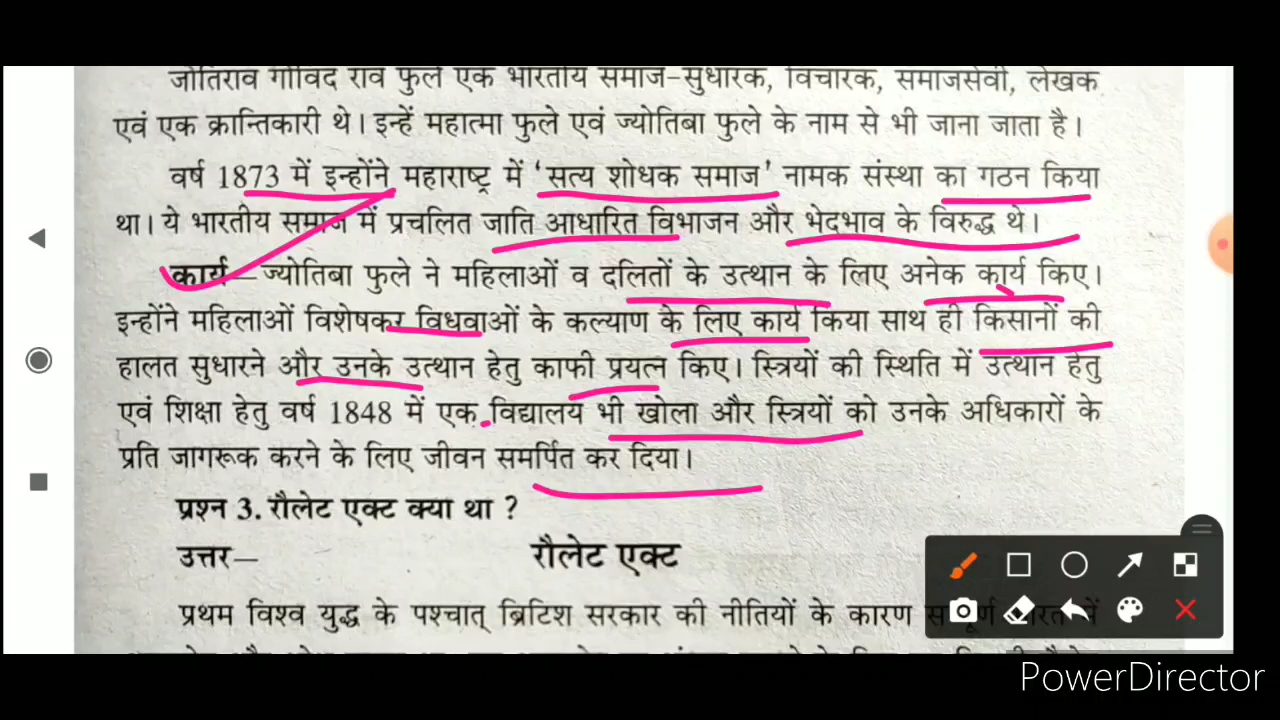 जोतिराव गोविंद राव फुले एक भारतीय समाज-सुधारक, विचारक, समाजसेवी, लेखक
एवं एक क्रान्तिकारी थे। इन्हें महात्मा फुले एवं ज्योतिबा फुले के नाम से भी जाना जाता है।
वर्ष 1873 में इन्होंने महाराष्ट्र में ‘सत्य शोधक समाज’ नामक संस्था का गठन किया
था। ये भारतीय समाज में प्रचलित जाति आधारित विभाजन और भेदभाव के विरुद्ध थे।
कार्य— ज्योतिबा फुले ने महिलाओं व दलितों के उत्थान के लिए अनेक कार्य किए।
इन्होंने महिलाओं विशेषकर विधवाओं के कल्याण के लिए कार्य किया साथ ही किसानों की
हालत सुधारने और उनके उत्थान हेतु काफी प्रयत्न किए। स्त्रियों की स्थिति में उत्थान हेतु
एवं शिक्षा हेतु वर्ष 1848 में एक विद्यालय भी खोला और स्त्रियों को उनके अधिकारों के
प्रति जागरूक करने के लिए जीवन समर्पित कर दिया।
प्रश्न 3. रौलेट एक्ट क्या था ?
उत्तर— रौलेट एक्ट
प्रथम विश्व युद्ध के पश्चात् ब्रिटिश सरकार की नीतियों के कारण
PowerDirector